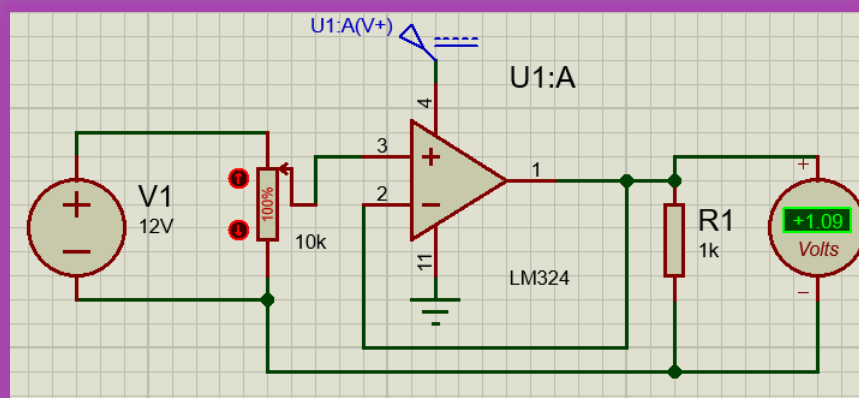 U1:A(V+)
U1:A
4
3
2
1
11
V1
12V
100%
10k
LM324
R1
1k
+1.09
Volts